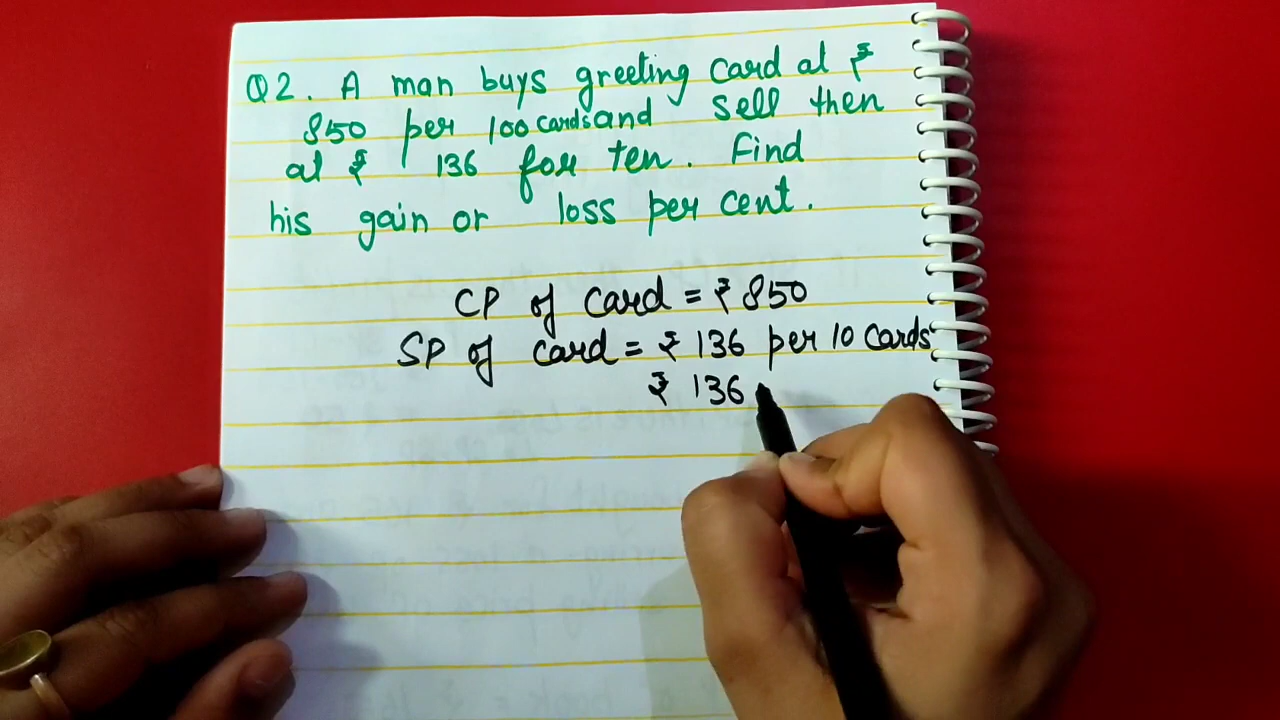 Q2. A man buys greeting card at ₹
850 per 100 cards and sell then
at ₹ 136 for ten. Find
his gain or loss per cent.
CP of card = ₹ 850
SP of card = ₹ 136 per 10 cards
₹ 136